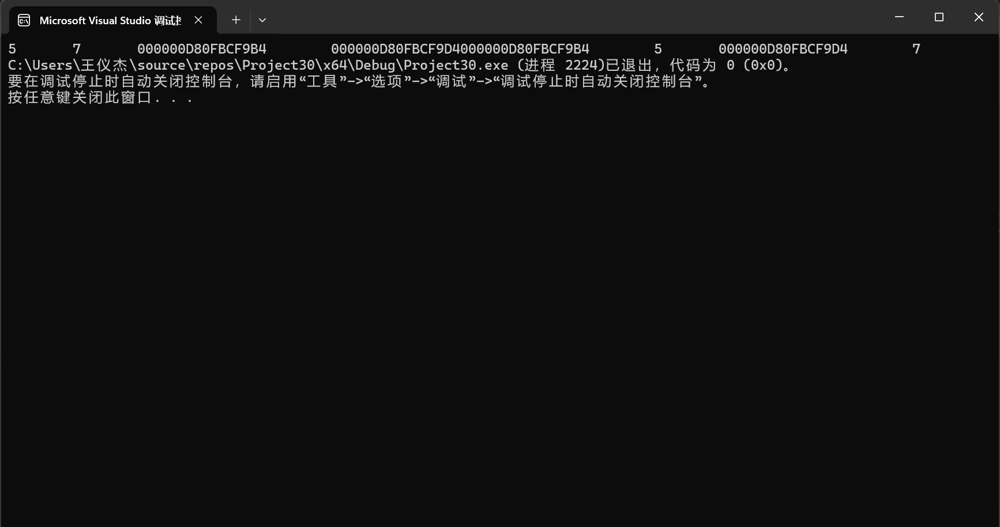 Microsoft Visual Studio 调试
5 7 000000D80FBCF9B4 000000D80FBCF9D4000000D80FBCF9B4 5 000000D80FBCF9D4 7
C:\Users\王仪杰\source\repos\Project30\x64\Debug\Project30.exe (进程 2224)已退出，代码为 0 (0x0)。
要在调试停止时自动关闭控制台，请启用“工具”->“选项”->“调试”->“调试停止时自动关闭控制台”。
按任意键关闭此窗口. . .